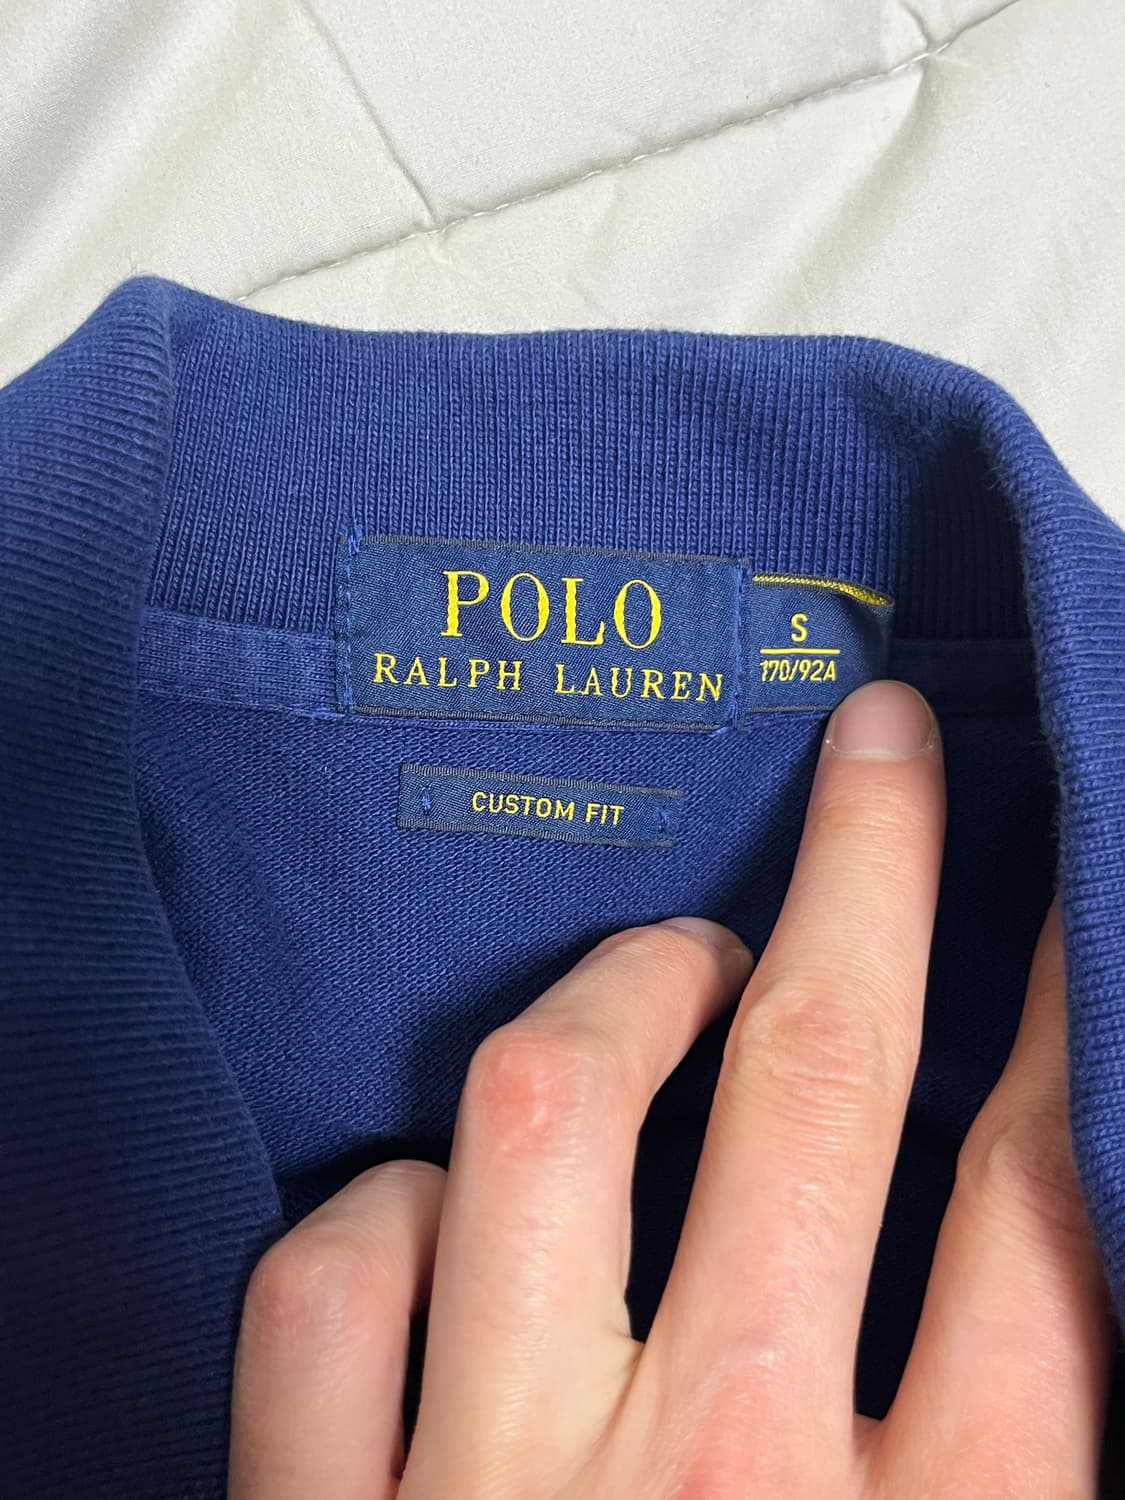 POLO
RALPH LAUREN
S
170/92A
CUSTOM FIT